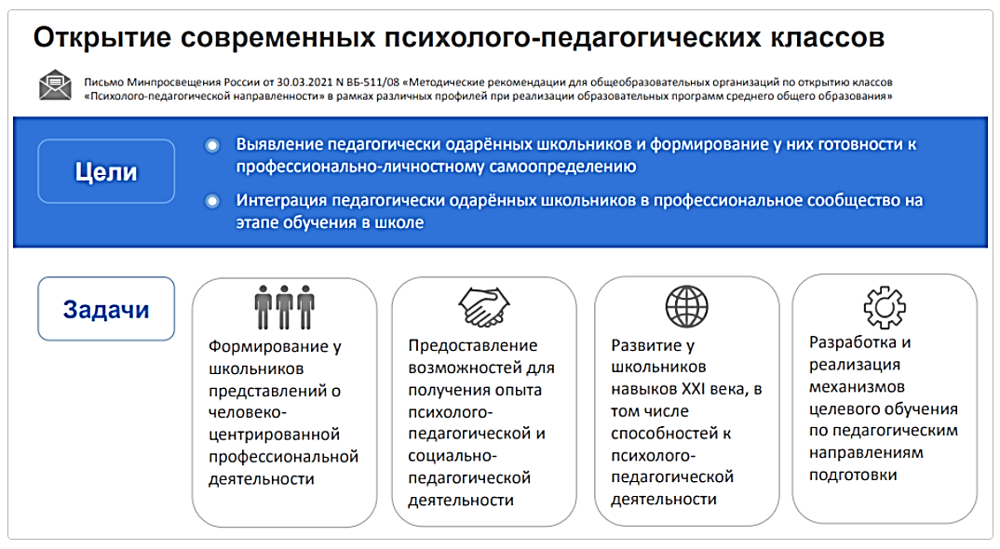 Открытие современных психолого-педагогических классов
Письмо Минпросвещения России от 30.03.2021 N ВБ-511/08 «Методические рекомендации для общеобразовательных организаций по открытию классов
«Психолого-педагогической направленности» в рамках различных профилей при реализации образовательных программ среднего общего образования»
Цели
Выявление педагогически одарённых школьников и формирование у них готовности к
профессионально-личностному самоопределению
Интеграция педагогически одарённых школьников в профессиональное сообщество на
этапе обучения в школе
Задачи
Формирование у
школьников
представлений о
человеко-
центрированной
профессиональной
деятельности
Предоставление
возможностей для
получения опыта
психолого-
педагогической и
социально-
педагогической
деятельности
Развитие у
школьников
навыков XXI века, в
том числе
способностей к
психолого-
педагогической
деятельности
Разработка и
реализация
механизмов
целевого обучения
по педагогическим
направлениям
подготовки